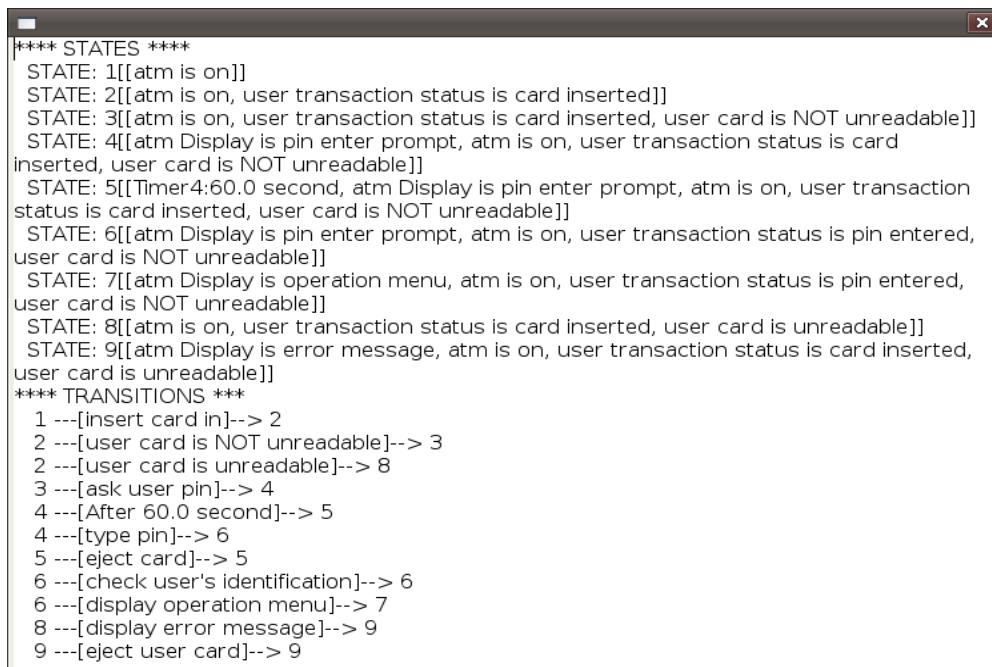 **** STATES ****
STATE: 1[[atm is on]]
STATE: 2[[atm is on, user transaction status is card inserted]]
STATE: 3[[atm is on, user transaction status is card inserted, user card is NOT unreadable]]
STATE: 4[[atm Display is pin enter prompt, atm is on, user transaction status is card
inserted, user card is NOT unreadable]]
STATE: 5[[Timer4:60.0 second, atm Display is pin enter prompt, atm is on, user transaction
status is card inserted, user card is NOT unreadable]]
STATE: 6[[atm Display is pin enter prompt, atm is on, user transaction status is pin entered,
user card is NOT unreadable]]
STATE: 7[[atm Display is operation menu, atm is on, user transaction status is pin entered,
user card is NOT unreadable]]
STATE: 8[[atm is on, user transaction status is card inserted, user card is unreadable]]
STATE: 9[[atm Display is error message, atm is on, user transaction status is card inserted,
user card is unreadable]]
**** TRANSITIONS ***
1 ---[insert card in]--> 2
2 ---[user card is NOT unreadable]--> 3
2 ---[user card is unreadable]--> 8
3 ---[ask user pin]--> 4
4 ---[After 60.0 second]--> 5
4 ---[type pin]--> 6
5 ---[eject card]--> 5
6 ---[check user's identification]--> 6
6 ---[display operation menu]--> 7
8 ---[display error message]--> 9
9 ---[eject user card]--> 9